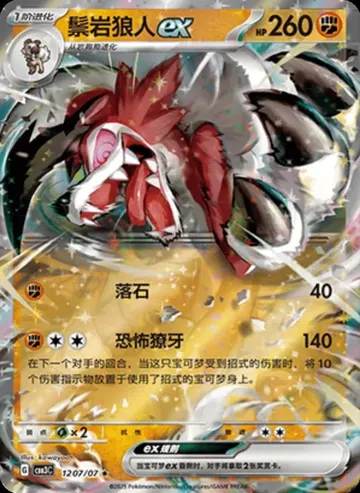 1阶进化
鬃岩狼人ex
HP260
从岩狗狗进化
落石 40
恐怖獠牙 140
在下一个对手的回合，当这只宝可梦受到招式的伤害时，将10
个伤害指示物放置于使用了招式的宝可梦身上。
弱点 ×2 抵抗 撤退
ex规则
当宝可梦ex昏厥时，对手将拿取2张奖赏卡。
Illus. kawayoo
G CBB3C 1207/07
©2025 Pokémon/Nintendo/Creatures/GAME FREAK